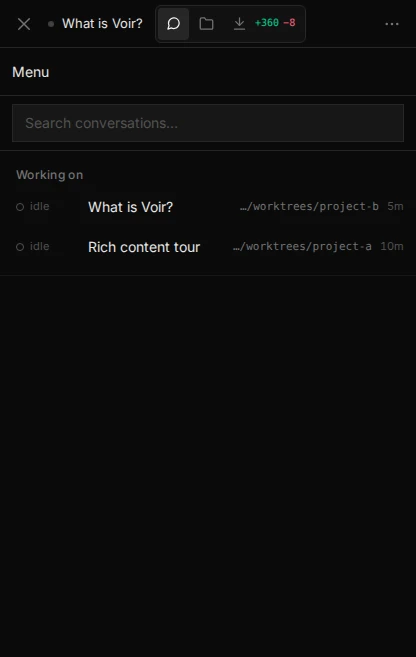 What is Voir? +360 −8
Menu
Search conversations...
Working on
idle What is Voir? …/worktrees/project-b 5m
idle Rich content tour …/worktrees/project-a 10m